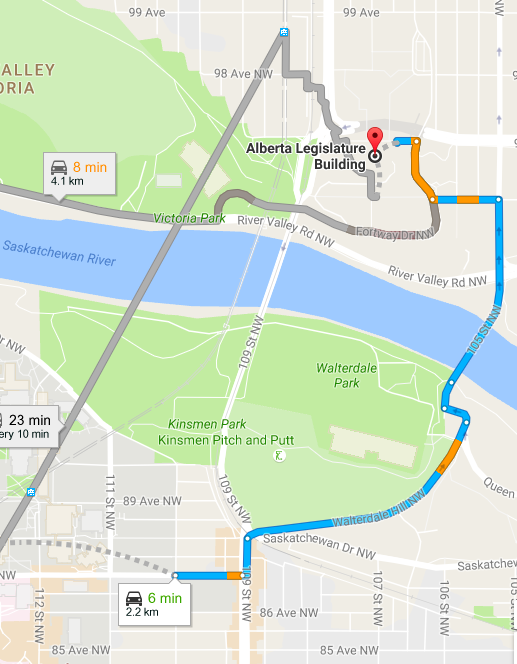 99 Ave
99 Ave
98 Ave NW
ALLEY
ORIA
Alberta Legislature
Building
8 min
4.1 km
Victoria Park
River Valley Rd NW
Fortway Dr NW
Saskatchewan River
River Valley Rd NW
109 St NW
105 St NW
Walterdale
Park
Dr NW
23 min
ery 10 min
Kinsmen Park
Kinsmen Pitch and Putt
111 St NW
109 St NW
89 Ave NW
Walterdale Hill NW
Queen
Saskatchewan Dr NW
Saskatchew
6 min
2.2 km
112 St NW
109 St NW
107 St NW
106 St NW
86 Ave NW
85 Ave NW
85 Ave NW